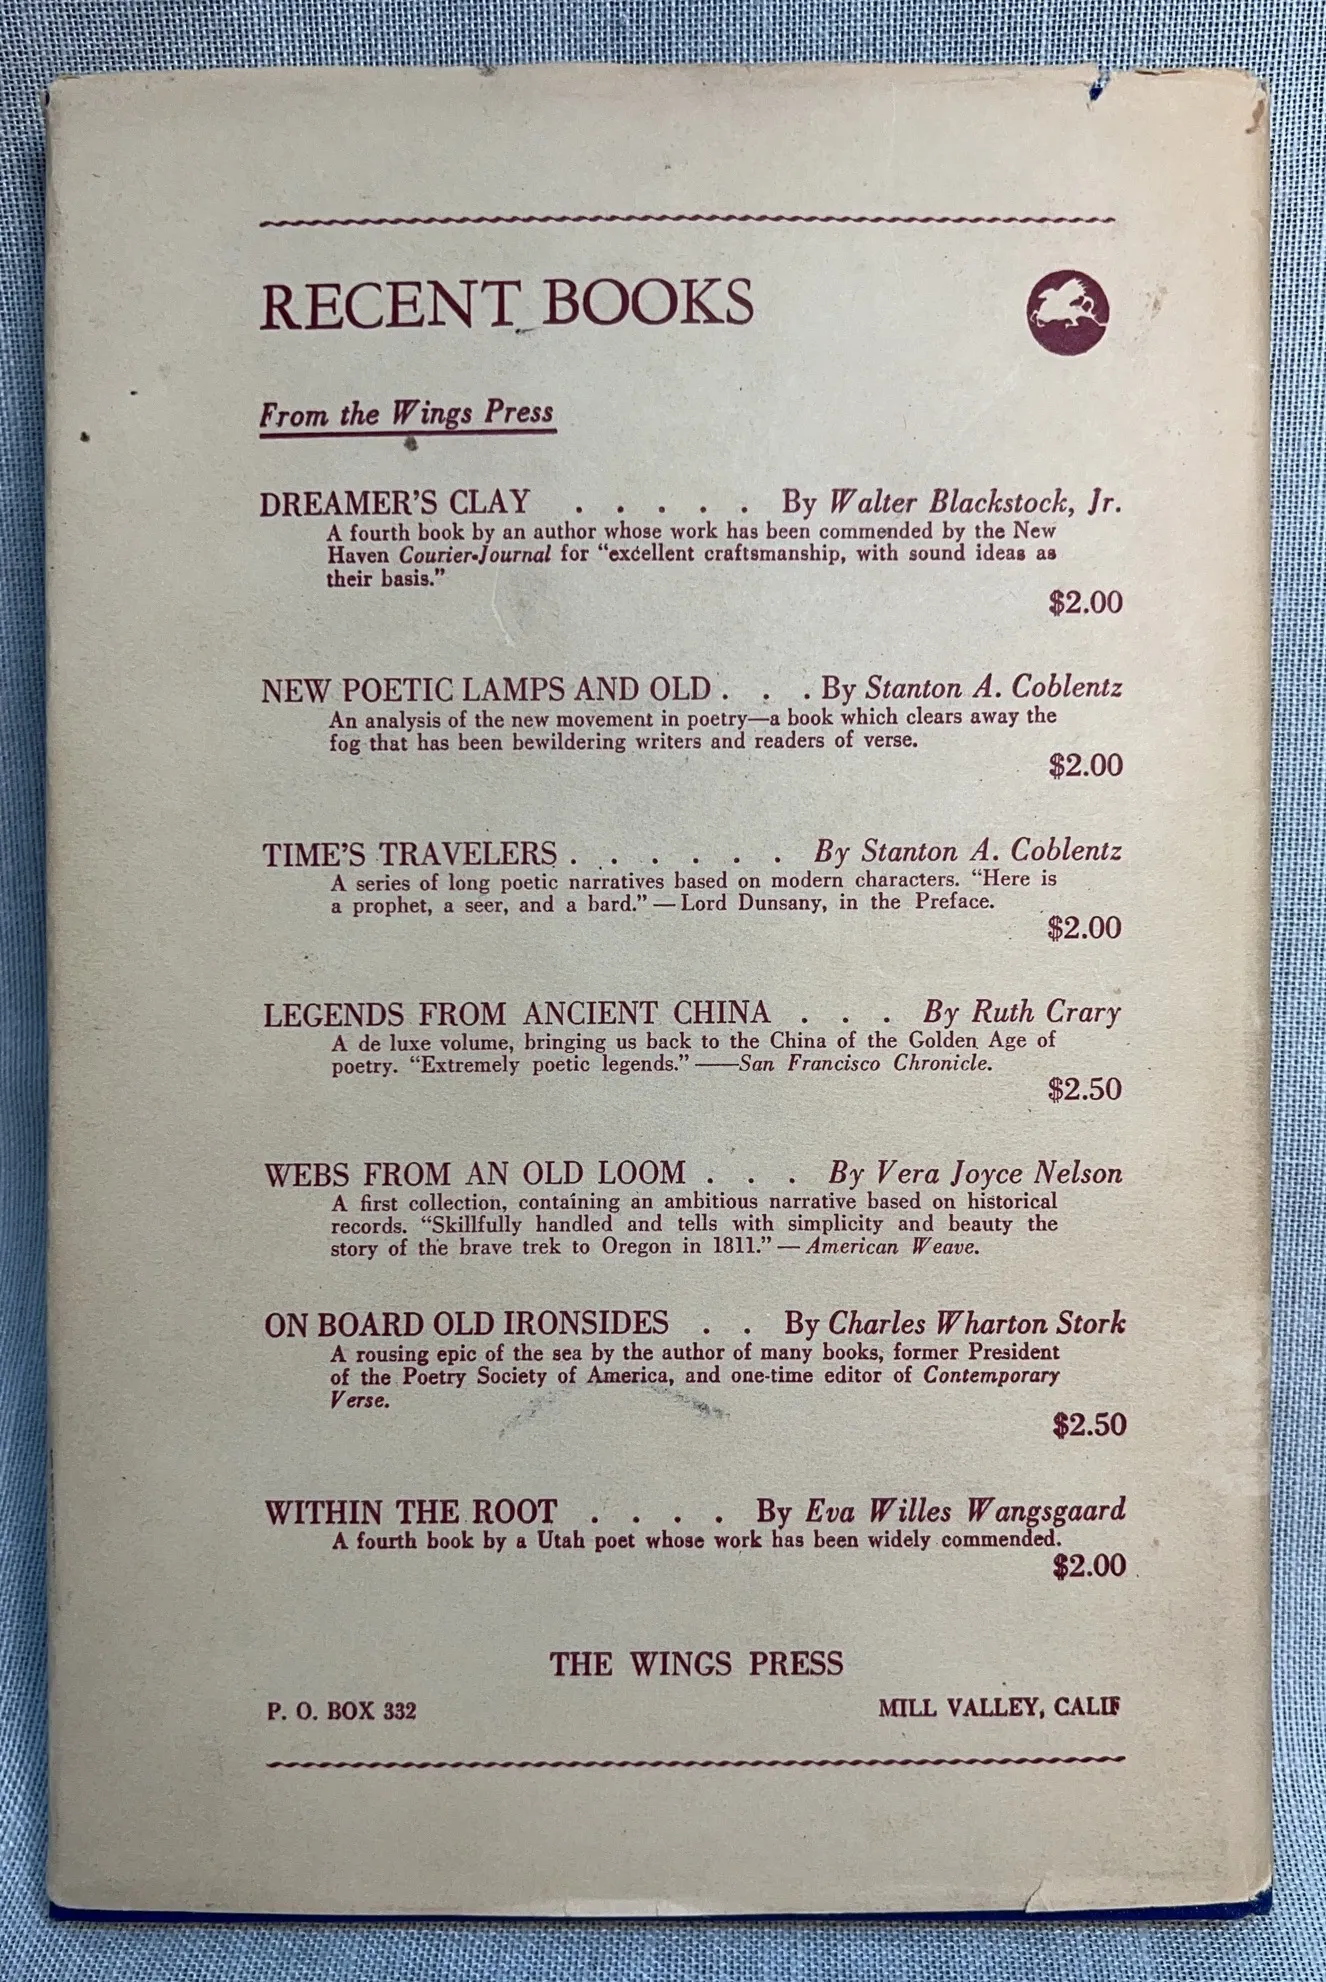 RECENT BOOKS
From the Wings Press
DREAMER'S CLAY . . . . . By Walter Blackstock, Jr.
A fourth book by an author whose work has been commended by the New
Haven Courier-Journal for “excellent craftsmanship, with sound ideas as
their basis.”
$2.00
NEW POETIC LAMPS AND OLD . . . By Stanton A. Coblentz
An analysis of the new movement in poetry—a book which clears away the
fog that has been bewildering writers and readers of verse.
$2.00
TIME'S TRAVELERS . . . . . . By Stanton A. Coblentz
A series of long poetic narratives based on modern characters. “Here is
a prophet, a seer, and a bard.” — Lord Dunsany, in the Preface.
$2.00
LEGENDS FROM ANCIENT CHINA . . . By Ruth Crary
A de luxe volume, bringing us back to the China of the Golden Age of
poetry. “Extremely poetic legends.” ——San Francisco Chronicle.
$2.50
WEBS FROM AN OLD LOOM . . . By Vera Joyce Nelson
A first collection, containing an ambitious narrative based on historical
records. “Skillfully handled and tells with simplicity and beauty the
story of the brave trek to Oregon in 1811.” — American Weave.
ON BOARD OLD IRONSIDES . . By Charles Wharton Stork
A rousing epic of the sea by the author of many books, former President
of the Poetry Society of America, and one-time editor of Contemporary
Verse.
$2.50
WITHIN THE ROOT . . . . By Eva Willes Wangsgaard
A fourth book by a Utah poet whose work has been widely commended.
$2.00
THE WINGS PRESS
P. O. BOX 332 MILL VALLEY, CALIF